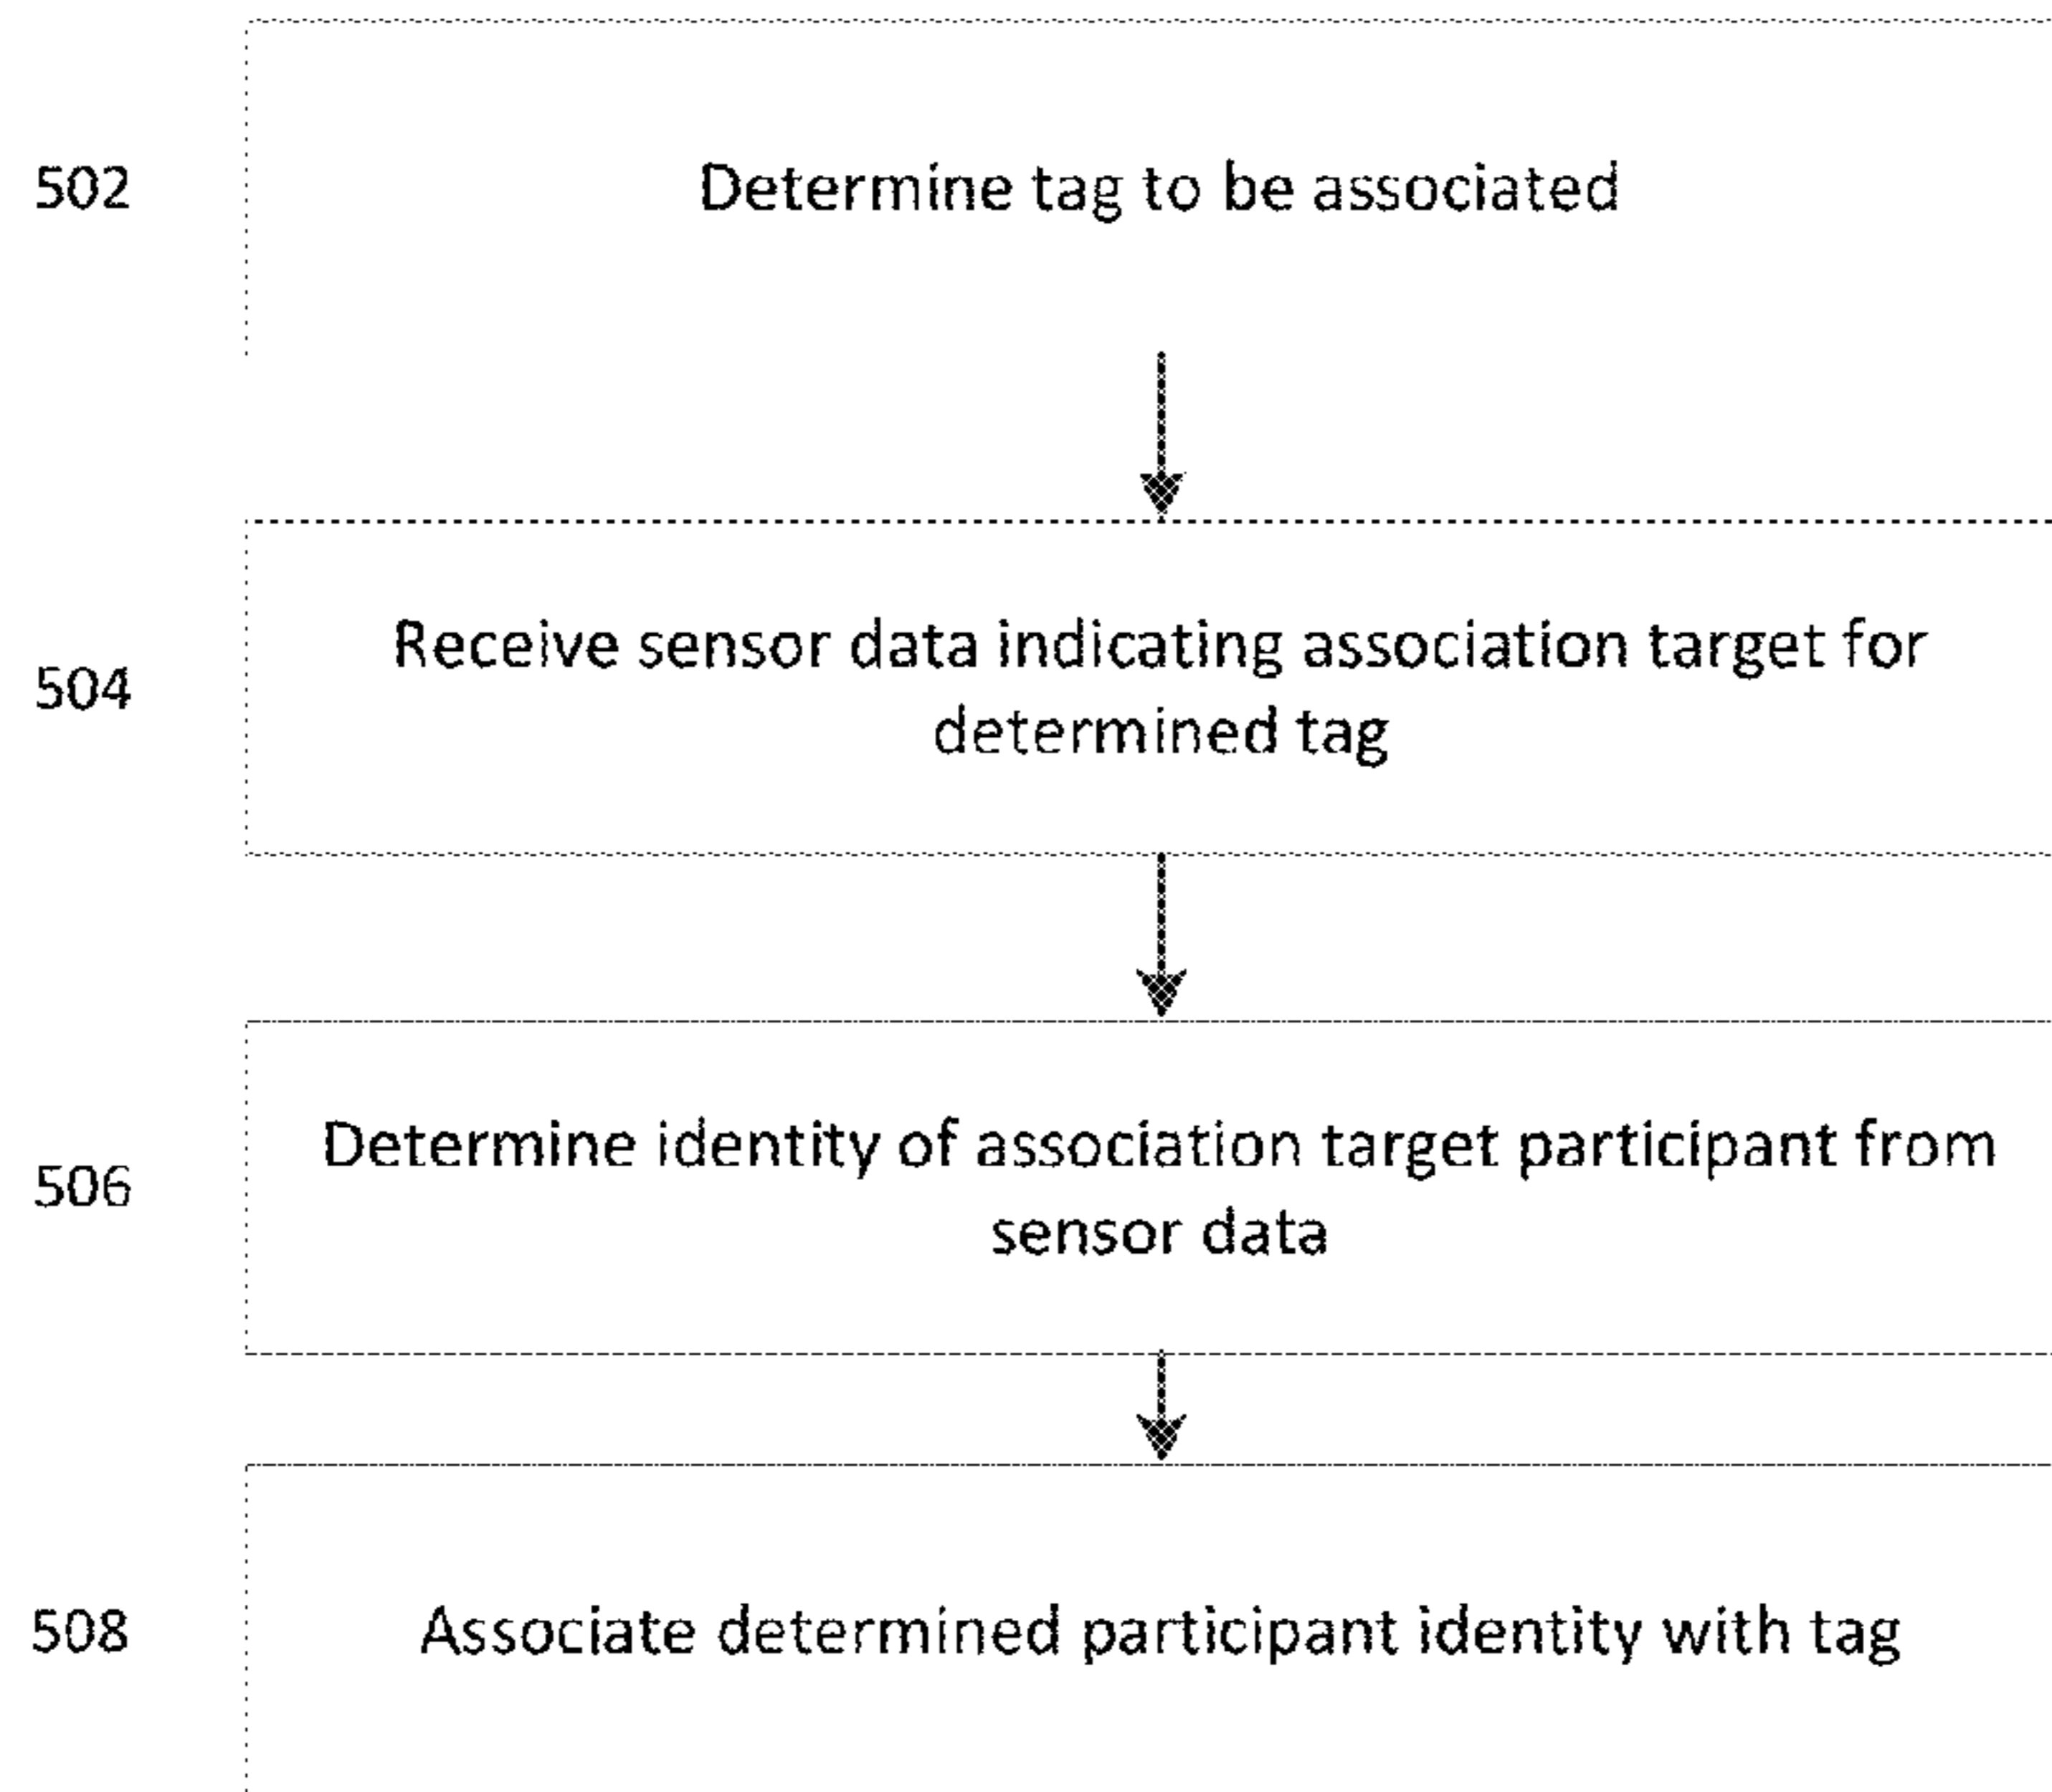 502
Determine tag to be associated
504
Receive sensor data indicating association target for
determined tag
506
Determine identity of association target participant from
sensor data
508
Associate determined participant identity with tag